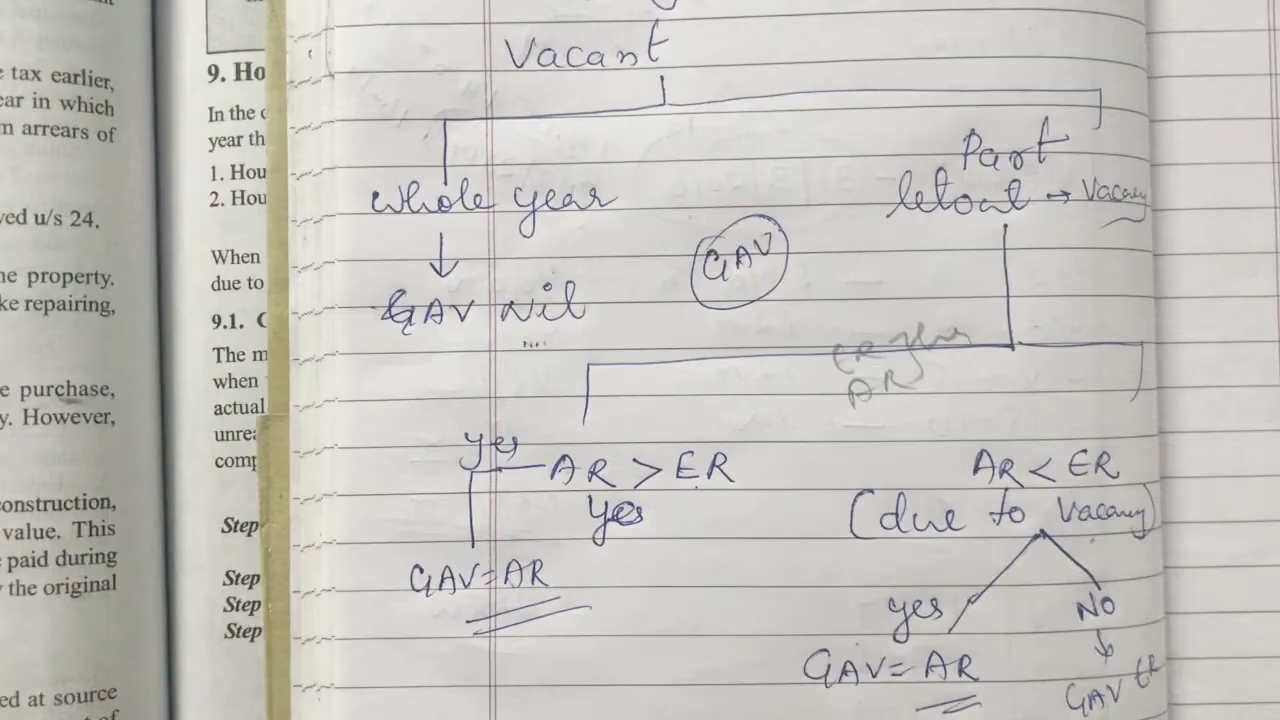 e tax earlier,
ear in which
m arrears of
ved u/s 24.
he property.
ke repairing,
e purchase,
y. However,
onstruction,
value. This
e paid during
y the original
ed at source
9. Ho
In the c
year th
1. Hou
2. Hou
When
due to
9.1. C
The m
when
actual
unrea
comp
Step
Step
Step
Step
Vacant
Whole year
Part
letout → Vacancy
GAV
GAV Nil
ER
AR
yes
AR > ER
Yes
GAV = AR
AR < ER
(due to Vacancy)
yes
NO
GAV = AR
GAV ER